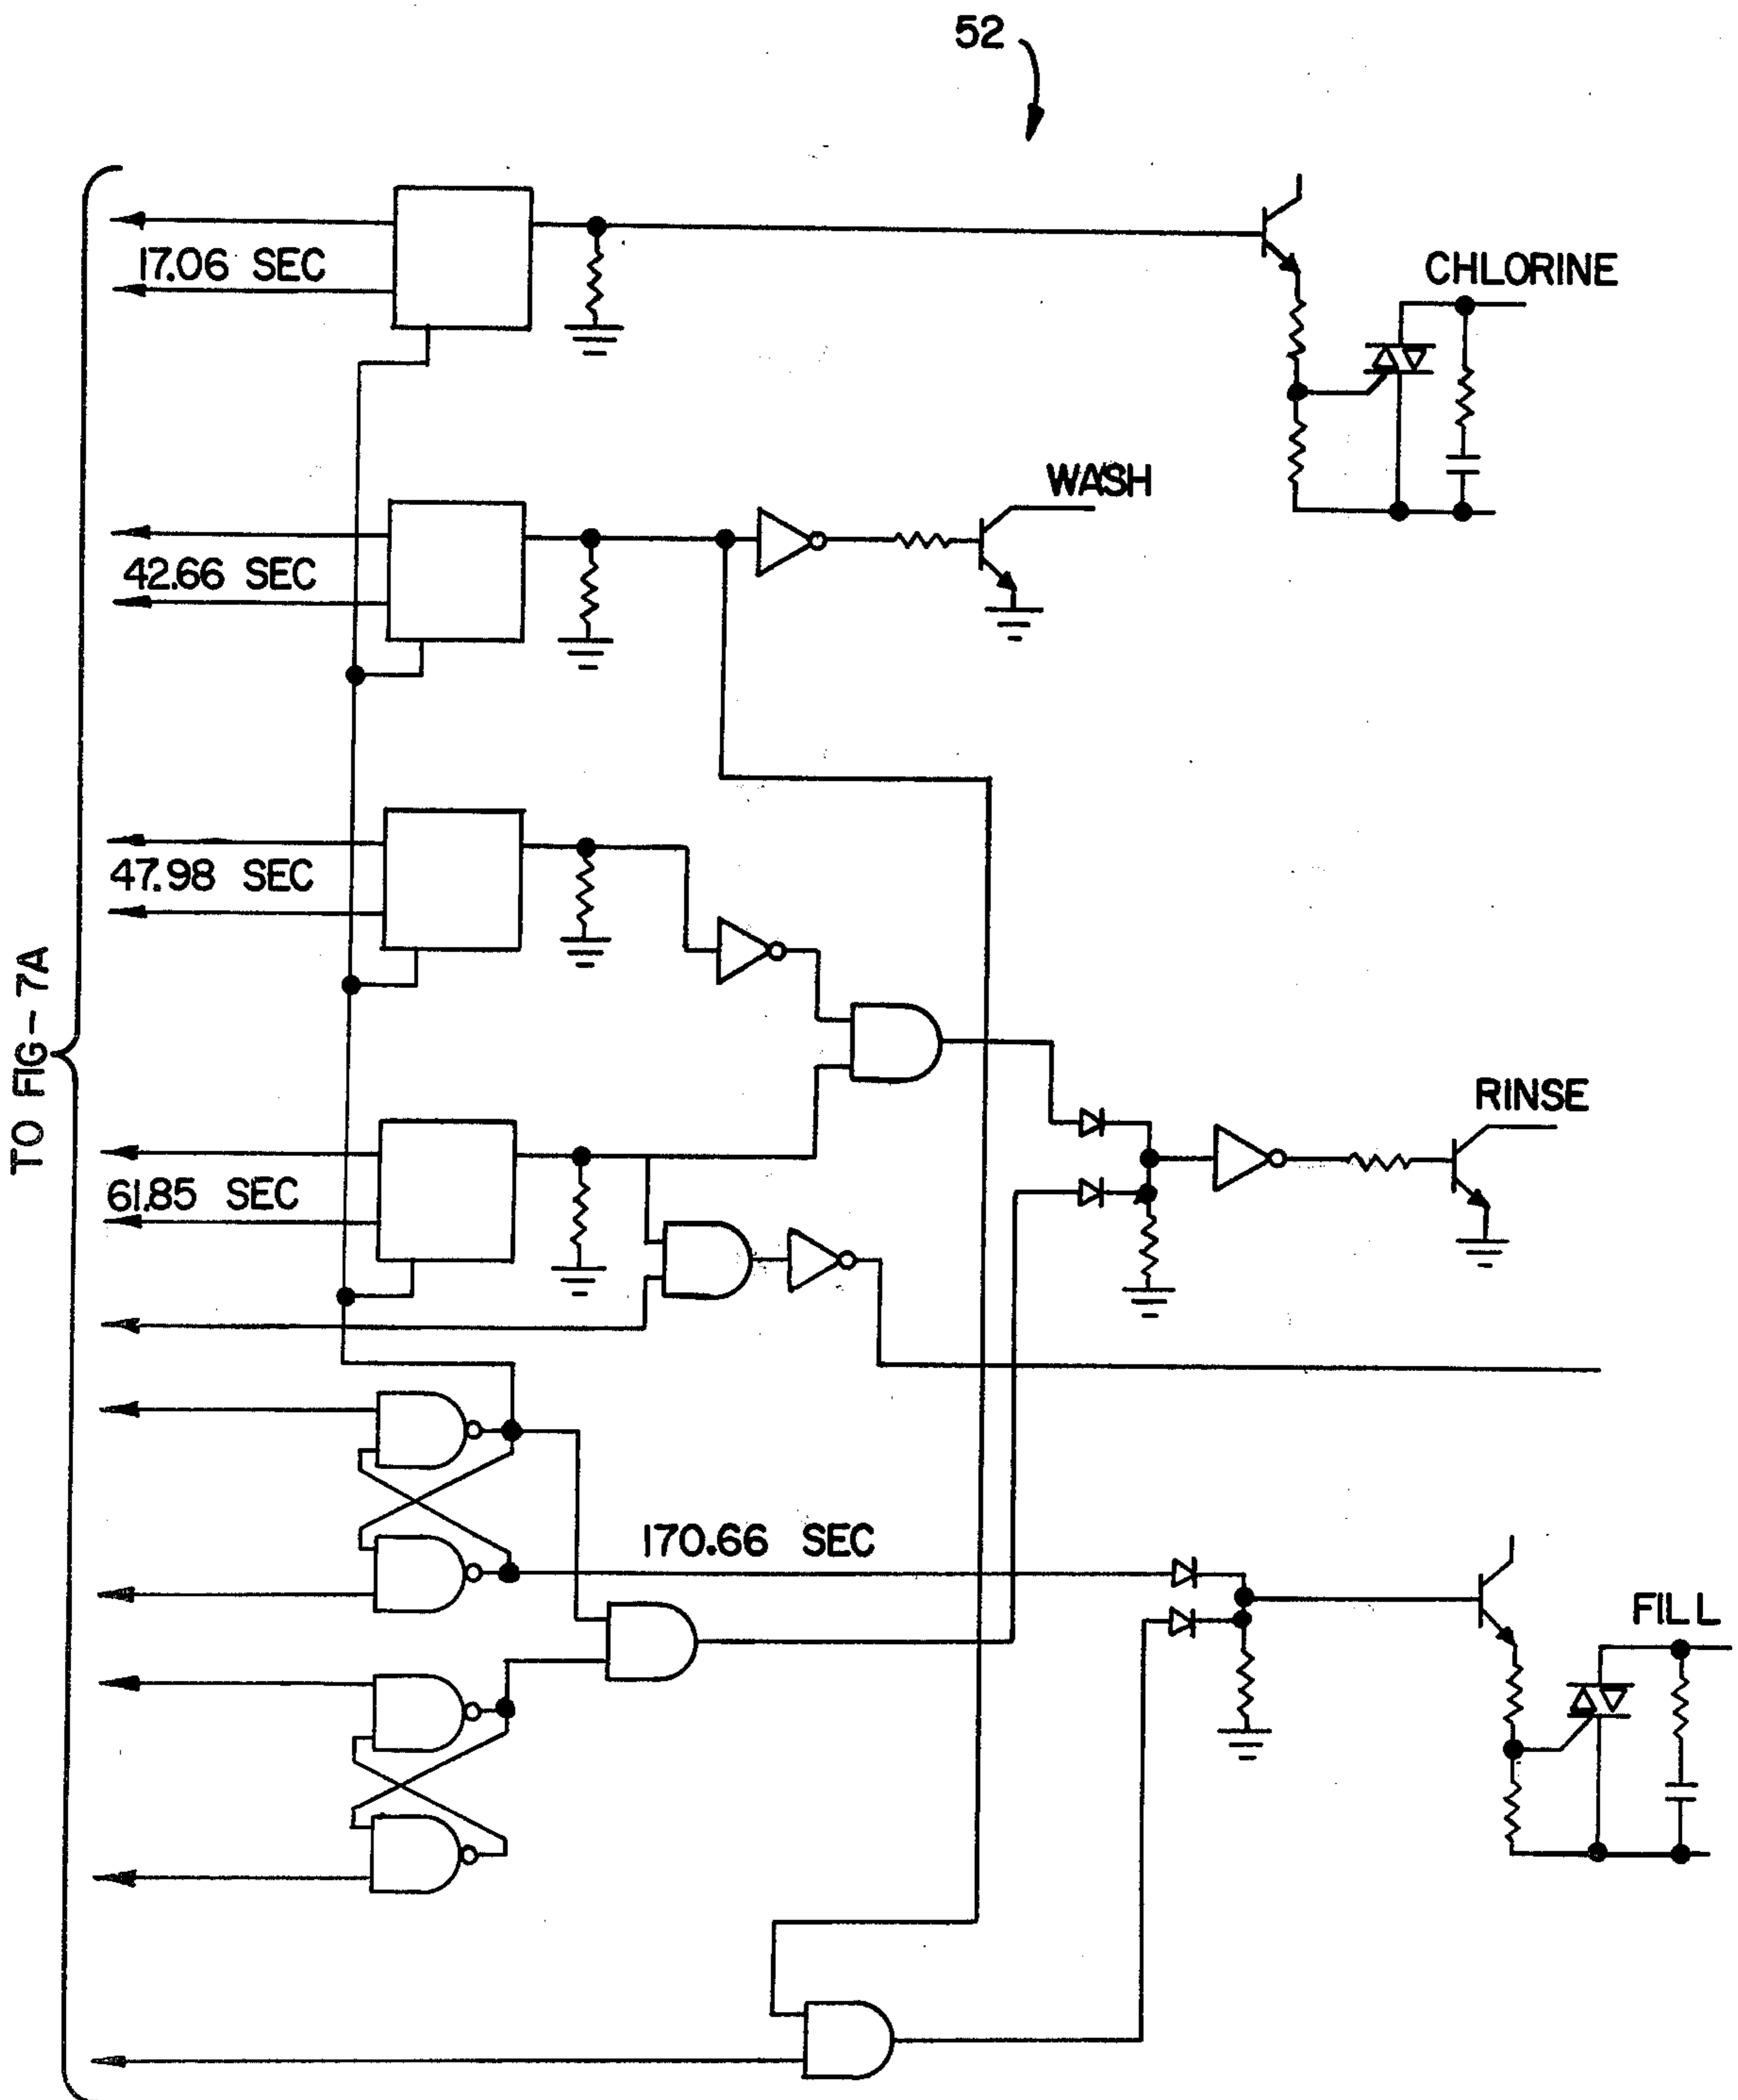 52
17.06 SEC
CHLORINE
WASH
42.66 SEC
47.98 SEC
TO FIG-7A
RINSE
61.85 SEC
170.66 SEC
FILL